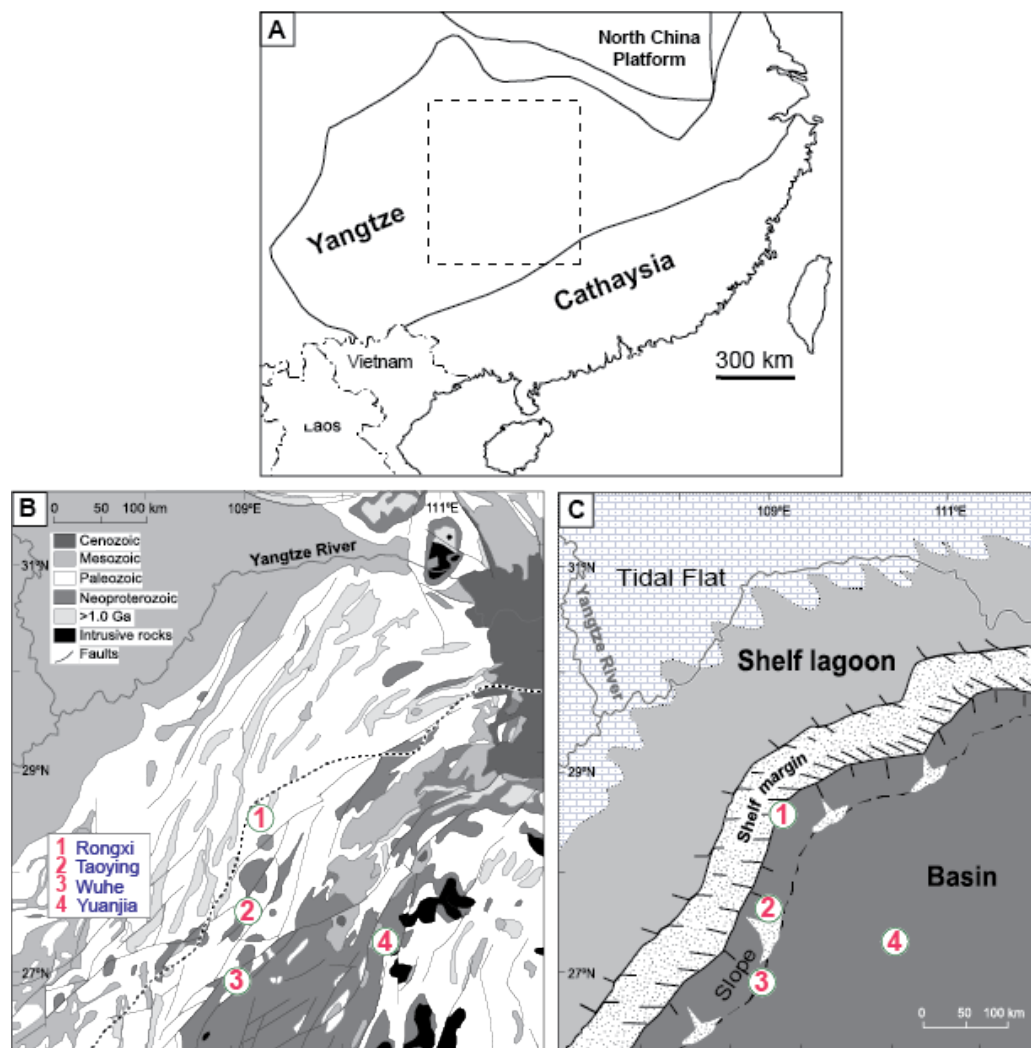 A
North China
Platform
Yangtze
Cathaysia
Vietnam
Laos
300 km
B
0 50 100 km
109°E
111°E
31°N
Yangtze River
Cenozoic
Mesozoic
Paleozoic
Neoproterozoic
>1.0 Ga
Intrusive rocks
Faults
29°N
1 Rongxi
2 Taoying
3 Wuhe
4 Yuanjia
1
2
3
4
27°N
C
109°E
111°E
31°N
Tidal Flat
Yangtze River
Shelf lagoon
29°N
Shelf margin
1
Basin
2
4
27°N
Slope
3
0 50 100 km